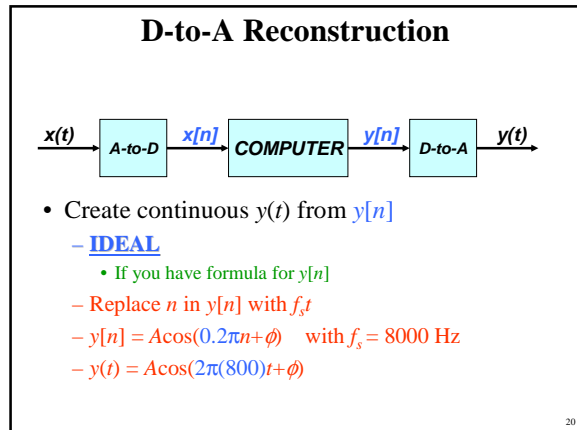 D-to-A Reconstruction
x(t) A-to-D x[n] COMPUTER y[n] D-to-A y(t)
• Create continuous y(t) from y[n]
– IDEAL
• If you have formula for y[n]
– Replace n in y[n] with fst
– y[n] = Acos(0.2πn+ϕ) with fs = 8000 Hz
– y(t) = Acos(2π(800)t+ϕ)
20